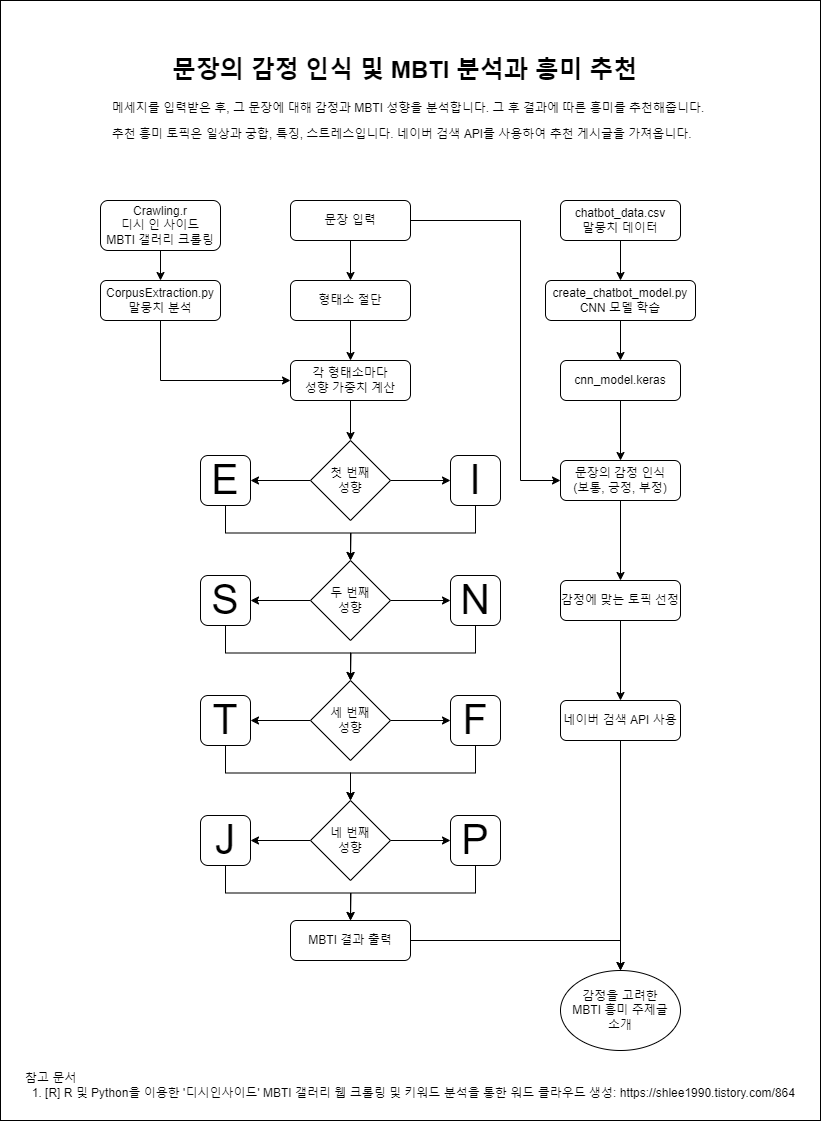 문장의 감정 인식 및 MBTI 분석과 흥미 추천
메세지를 입력받은 후, 그 문장에 대해 감정과 MBTI 성향을 분석합니다. 그 후 결과에 따른 흥미를 추천해줍니다.
추천 흥미 토픽은 일상과 궁합, 특징, 스트레스입니다. 네이버 검색 API를 사용하여 추천 게시글을 가져옵니다.
Crawling.r
디시 인 사이드
MBTI 갤러리 크롤링
문장 입력
chatbot_data.csv
말뭉치 데이터
CorpusExtraction.py
말뭉치 분석
형태소 절단
create_chatbot_model.py
CNN 모델 학습
각 형태소마다
성향 가중치 계산
cnn_model.keras
E
첫 번째
성향
I
문장의 감정 인식
(보통, 긍정, 부정)
S
두 번째
성향
N
감정에 맞는 토픽 선정
T
세 번째
성향
F
네이버 검색 API 사용
J
네 번째
성향
P
MBTI 결과 출력
감정을 고려한
MBTI 흥미 주제글
소개
참고 문서
1. [R] R 및 Python을 이용한 '디시인사이드' MBTI 갤러리 웹 크롤링 및 키워드 분석을 통한 워드 클라우드 생성: https://shlee1990.tistory.com/864